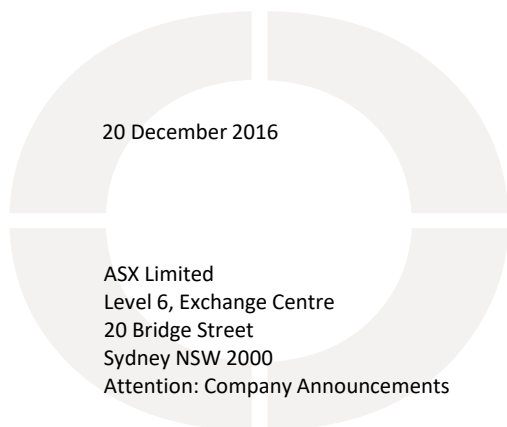 20 December 2016
ASX Limited
Level 6, Exchange Centre
20 Bridge Street
Sydney NSW 2000
Attention: Company Announcements